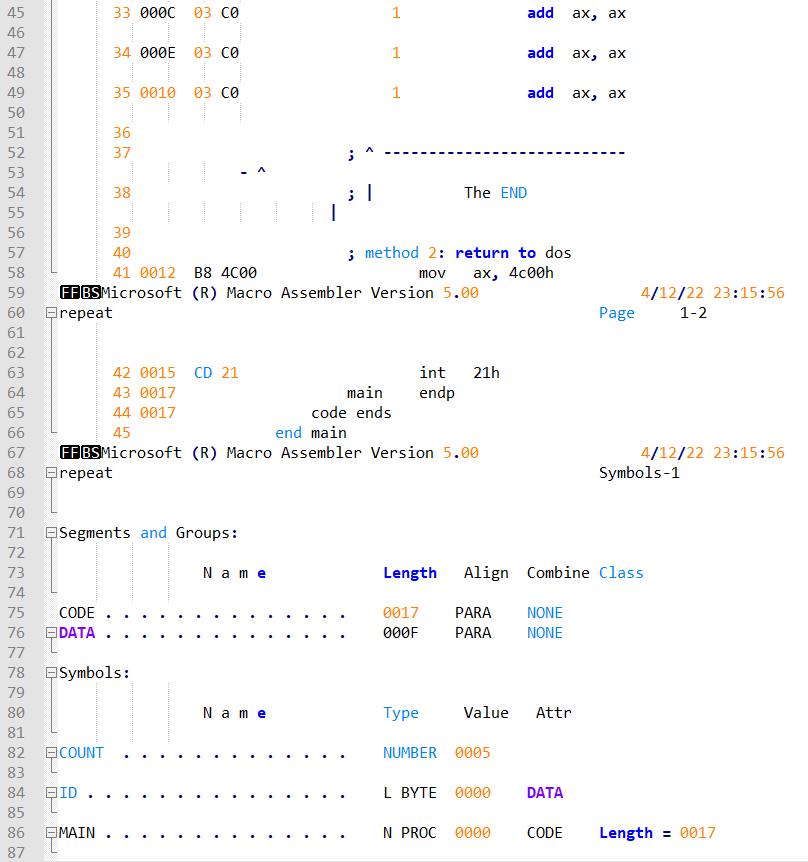 45 33 000C 03 C0 1 add ax, ax
46
47 34 000E 03 C0 1 add ax, ax
48
49 35 0010 03 C0 1 add ax, ax
50
51 36
52 37 ; ^ ---------------------------
53 - ^
54 38 ; | The END
55 |
56 39
57 40 ; method 2: return to dos
58 41 0012 B8 4C00 mov ax, 4c00h
59 FFBSMicrosoft (R) Macro Assembler Version 5.00 4/12/22 23:15:56
60 repeat Page 1-2
61
62
63 42 0015 CD 21 int 21h
64 43 0017 main endp
65 44 0017 code ends
66 45 end main
67 FFBSMicrosoft (R) Macro Assembler Version 5.00 4/12/22 23:15:56
68 repeat Symbols-1
69
70
71 Segments and Groups:
72
73 N a m e Length Align Combine Class
74
75 CODE . . . . . . . . . . . . . . 0017 PARA NONE
76 DATA . . . . . . . . . . . . . . 000F PARA NONE
77
78 Symbols:
79
80 N a m e Type Value Attr
81
82 COUNT . . . . . . . . . . . . . NUMBER 0005
83
84 ID . . . . . . . . . . . . . . . L BYTE 0000 DATA
85
86 MAIN . . . . . . . . . . . . . . N PROC 0000 CODE Length = 0017
87